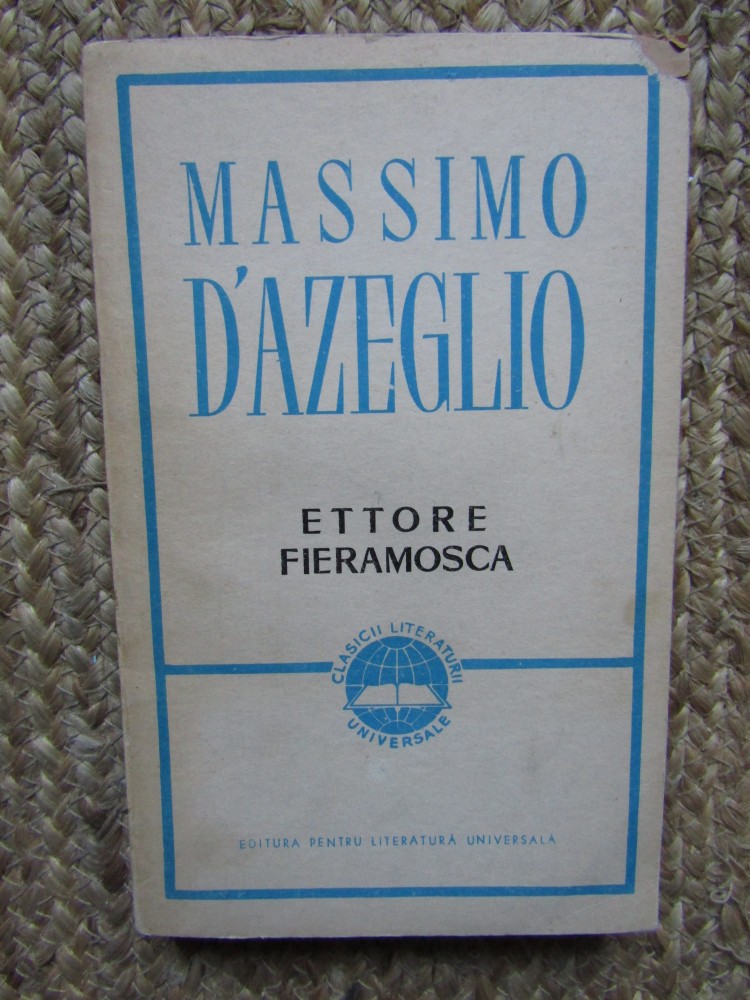 MASSIMO
D'AZEGLIO
ETTORE
FIERAMOSCA
CLASICII LITERATURII
UNIVERSALE
EDITURA PENTRU LITERATURĂ UNIVERSALĂ